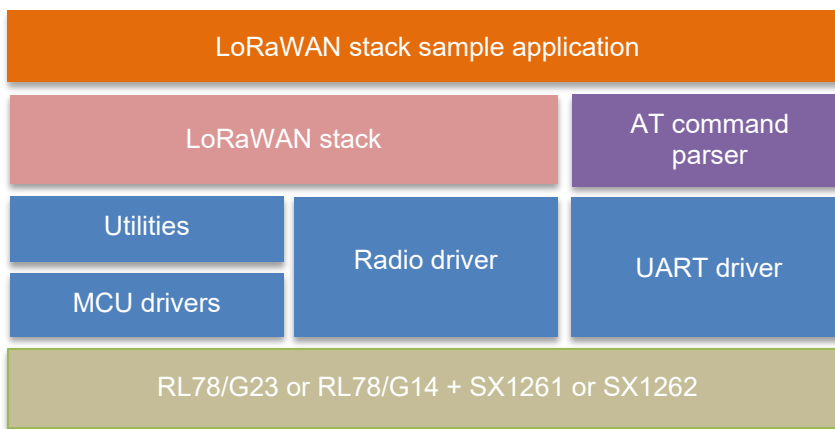 LoRaWAN stack sample application
LoRaWAN stack
AT command
parser
Utilities
MCU drivers
Radio driver
UART driver
RL78/G23 or RL78/G14 + SX1261 or SX1262